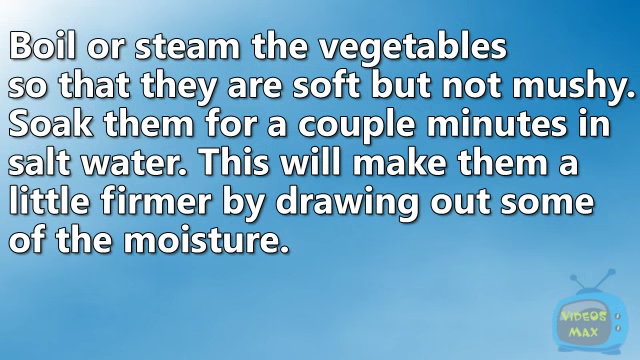 Boil or steam the vegetables
so that they are soft but not mushy.
Soak them for a couple minutes in
salt water. This will make them a
little firmer by drawing out some
of the moisture.
VIDEOS
MAX